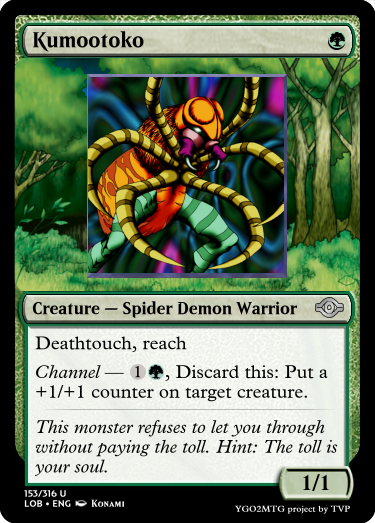 Kumootoko
Creature — Spider Demon Warrior
Deathtouch, reach
Channel — 1, Discard this: Put a
+1/+1 counter on target creature.
This monster refuses to let you through
without paying the toll. Hint: The toll is
your soul.
1/1
153/316 U
LOB • ENG Konami
YGO2MTG project by TVP